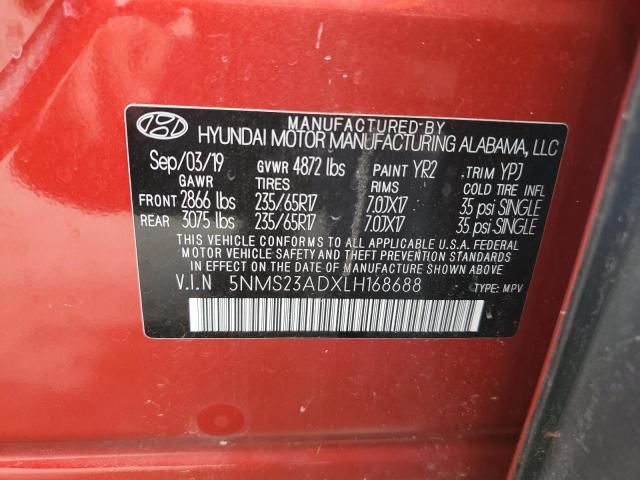 MANUFACTURED BY
HYUNDAI MOTOR MANUFACTURING ALABAMA, LLC
Sep/03/19 GVWR 4872 lbs PAINT YR2 TRIM YPJ
GAWR TIRES RIMS COLD TIRE INFL
FRONT 2866 lbs 235/65R17 7.0JX17 35 psi SINGLE
REAR 3075 lbs 235/65R17 7.0JX17 35 psi SINGLE
THIS VEHICLE CONFORMS TO ALL APPLICABLE U.S.A. FEDERAL
MOTOR VEHICLE SAFETY AND THEFT PREVENTION STANDARDS
IN EFFECT ON THE DATE OF MANUFACTURE SHOWN ABOVE.
V.I.N 5NMS23ADXLH168688 TYPE: MPV